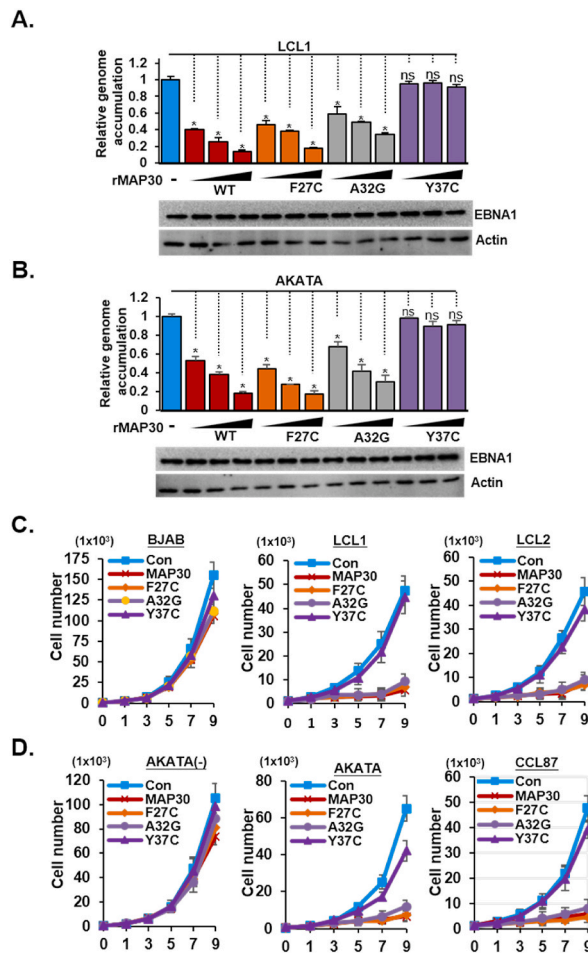 A.
LCL1
Relative genome accumulation
1.2
1
0.8
0.6
0.4
0.2
0
* * * * * * * * * ns ns ns
rMAP30 - WT F27C A32G Y37C
EBNA1
Actin
B.
AKATA
Relative genome accumulation
1.2
1
0.8
0.6
0.4
0.2
0
* * * * * * * * * ns ns ns
rMAP30 - WT F27C A32G Y37C
EBNA1
Actin
C.
(1x10³) BJAB
Cell number
175
150
125
100
75
50
25
0
Con
MAP30
F27C
A32G
Y37C
0 1 3 5 7 9
(1x10³) LCL1
Cell number
60
50
40
30
20
10
0
Con
MAP30
F27C
A32G
Y37C
0 1 3 5 7 9
(1x10³) LCL2
Cell number
60
50
40
30
20
10
0
Con
MAP30
F27C
A32G
Y37C
0 1 3 5 7 9
D.
(1x10³) AKATA(-)
Cell number
120
100
80
60
40
20
0
Con
MAP30
F27C
A32G
Y37C
0 1 3 5 7 9
(1x10³) AKATA
Cell number
80
60
40
20
0
Con
MAP30
F27C
A32G
Y37C
0 1 3 5 7 9
(1x10³) CCL87
Cell number
60
50
40
30
20
10
0
Con
MAP30
F27C
A32G
Y37C
0 1 3 5 7 9